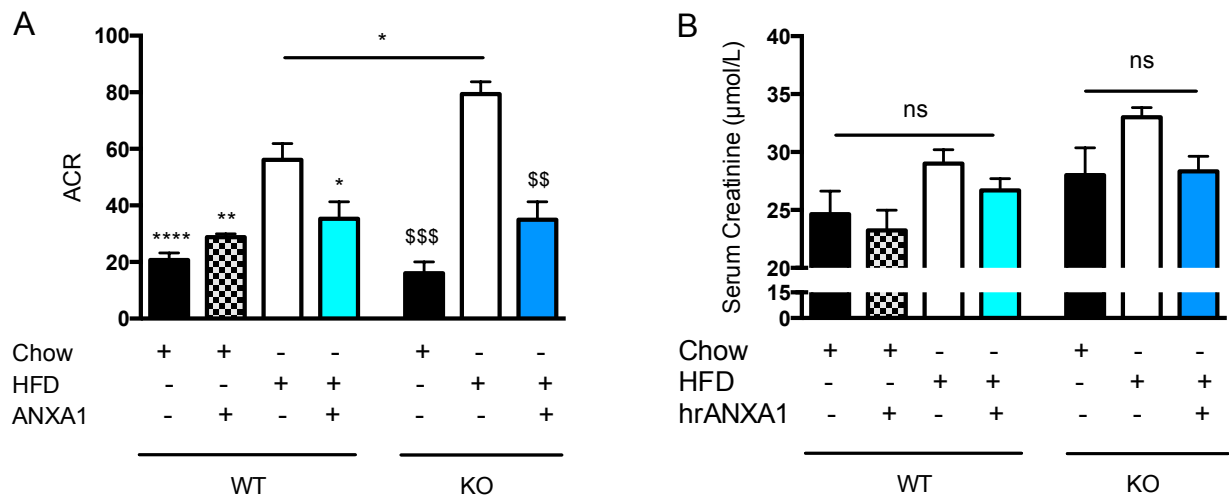 A
ACR
100
80
60
40
20
0
*
****
**
*
$$$
$$
Chow + + - - + - -
HFD - - + + - + +
ANXA1 - + - + - - +
WT KO
B
Serum Creatinine (μmol/L)
40
35
30
25
20
15
0
ns
ns
Chow + + - - + - -
HFD - - + + - + +
hrANXA1 - + - + - - +
WT KO